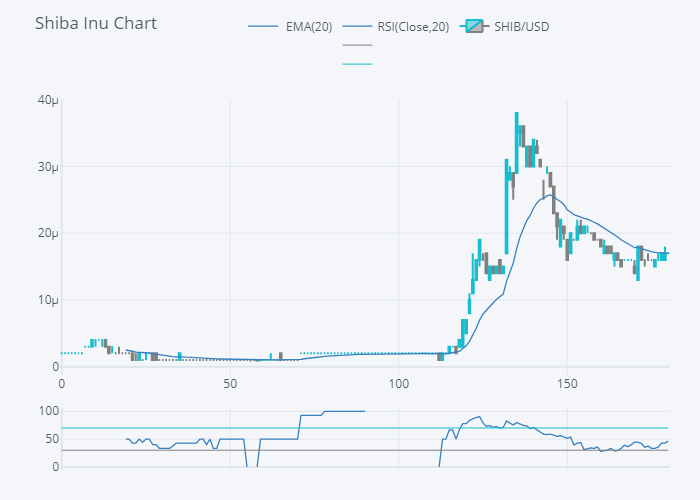 Shiba Inu Chart
EMA(20) RSI(Close,20) SHIB/USD
40μ
30μ
20μ
10μ
0
0 50 100 150
100
50
0